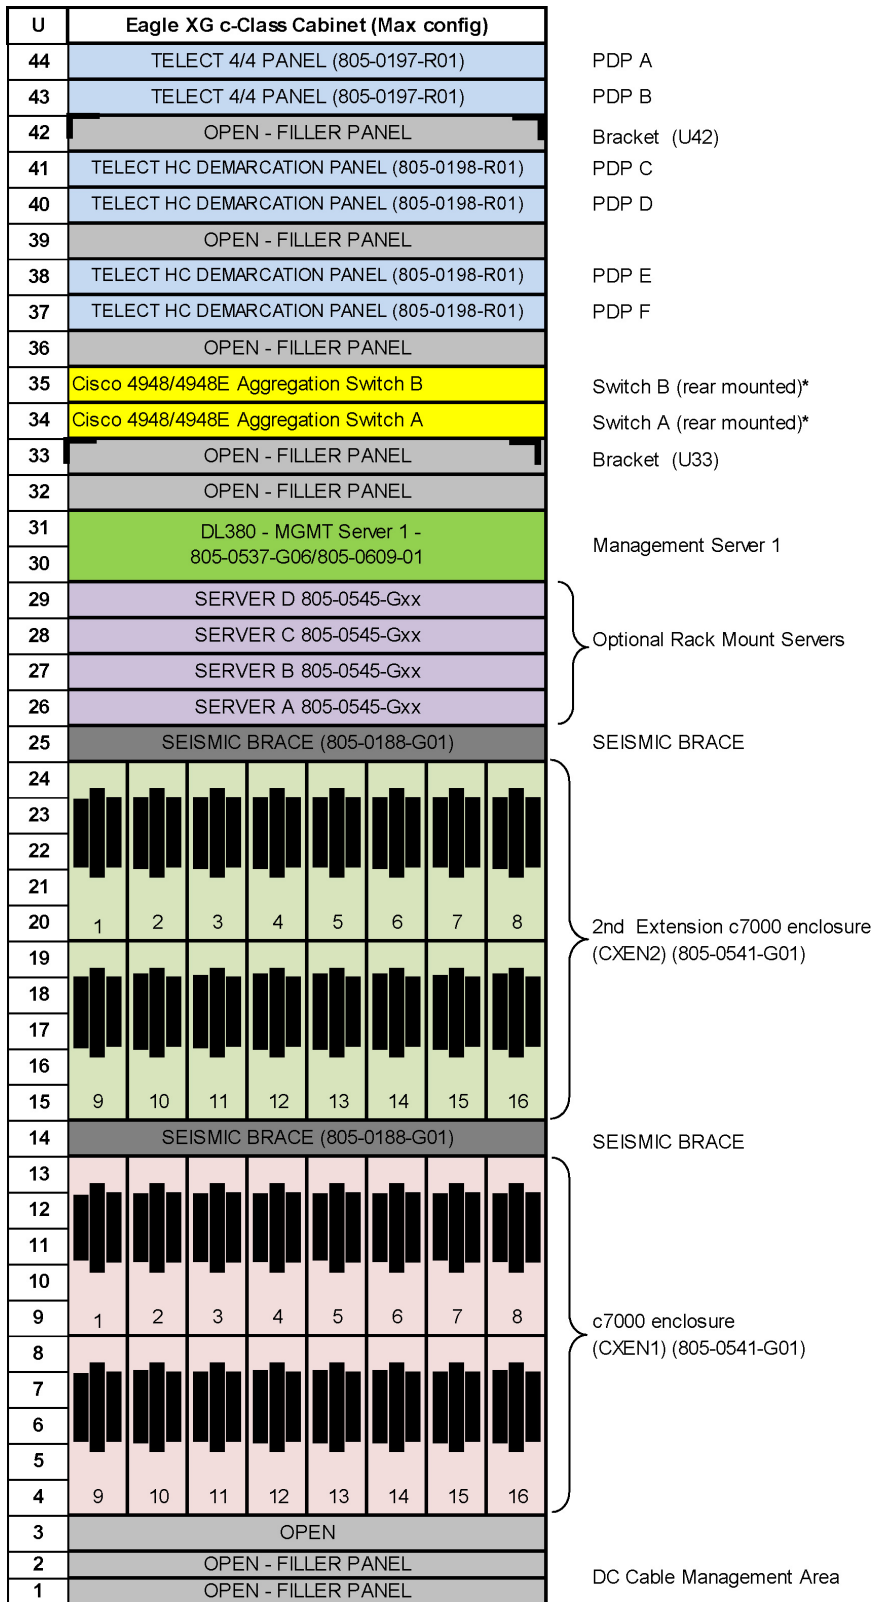 U Eagle XG c-Class Cabinet (Max config)
44 TELECT 4/4 PANEL (805-0197-R01) PDP A
43 TELECT 4/4 PANEL (805-0197-R01) PDP B
42 OPEN - FILLER PANEL Bracket (U42)
41 TELECT HC DEMARCATION PANEL (805-0198-R01) PDP C
40 TELECT HC DEMARCATION PANEL (805-0198-R01) PDP D
39 OPEN - FILLER PANEL
38 TELECT HC DEMARCATION PANEL (805-0198-R01) PDP E
37 TELECT HC DEMARCATION PANEL (805-0198-R01) PDP F
36 OPEN - FILLER PANEL
35 Cisco 4948/4948E Aggregation Switch B Switch B (rear mounted)*
34 Cisco 4948/4948E Aggregation Switch A Switch A (rear mounted)*
33 OPEN - FILLER PANEL Bracket (U33)
32 OPEN - FILLER PANEL
31 DL380 - MGMT Server 1 -
30 805-0537-G06/805-0609-01 Management Server 1
29 SERVER D 805-0545-Gxx
28 SERVER C 805-0545-Gxx Optional Rack Mount Servers
27 SERVER B 805-0545-Gxx
26 SERVER A 805-0545-Gxx
25 SEISMIC BRACE (805-0188-G01) SEISMIC BRACE
24
23
22
21
20 1 2 3 4 5 6 7 8 2nd Extension c7000 enclosure
19 (CXEN2) (805-0541-G01)
18
17
16
15 9 10 11 12 13 14 15 16
14 SEISMIC BRACE (805-0188-G01) SEISMIC BRACE
13
12
11
10
9 1 2 3 4 5 6 7 8 c7000 enclosure
8 (CXEN1) (805-0541-G01)
7
6
5
4 9 10 11 12 13 14 15 16
3 OPEN
2 OPEN - FILLER PANEL DC Cable Management Area
1 OPEN - FILLER PANEL